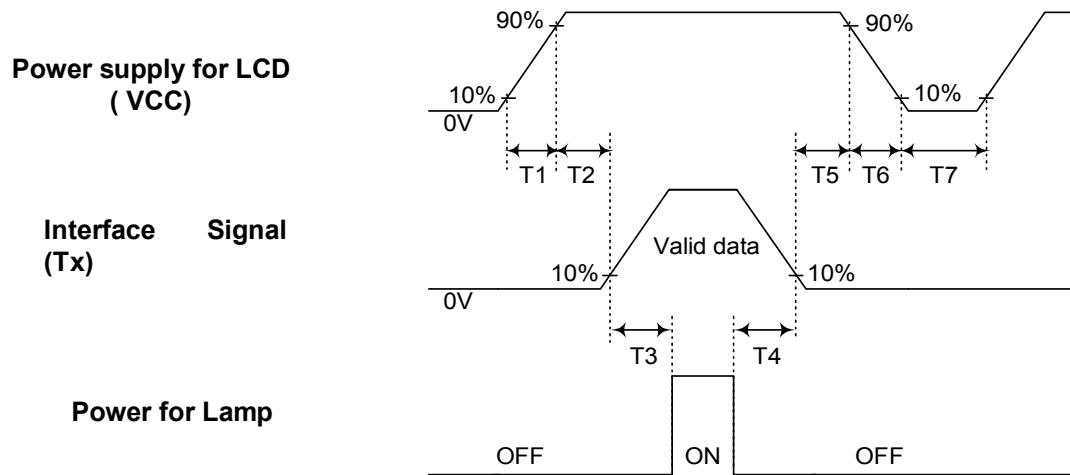 90%
90%
Power supply for LCD
( VCC)
10%
10%
0V
T1 T2 T5 T6 T7
Interface Signal
(Tx)
Valid data
10%
10%
0V
T3 T4
Power for Lamp
OFF ON OFF